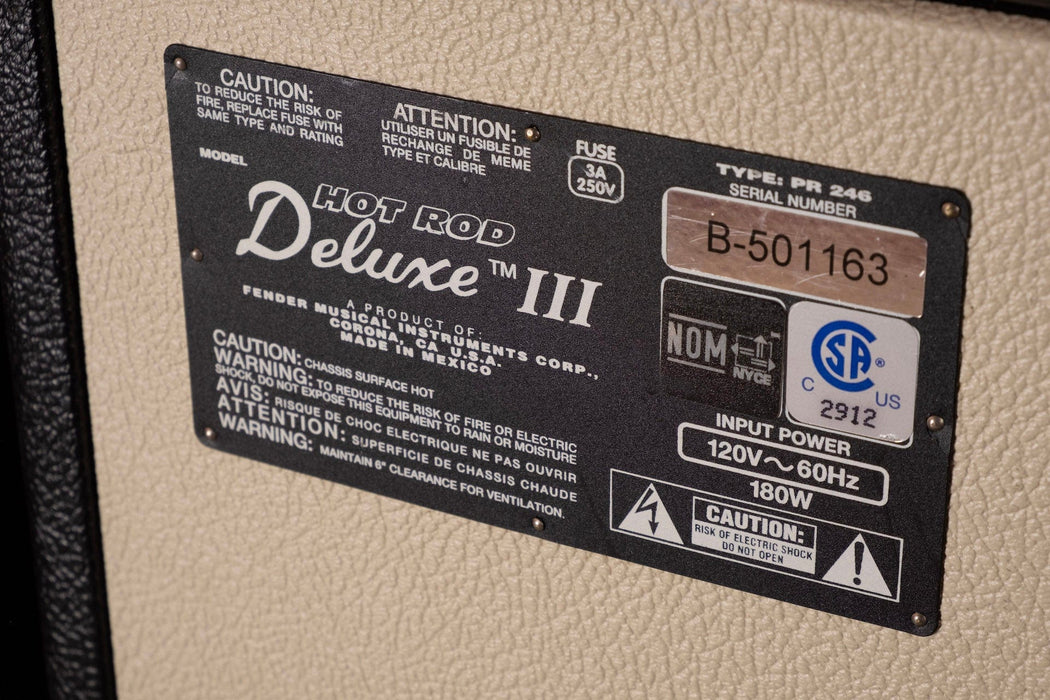 CAUTION:
TO REDUCE THE RISK OF
FIRE, REPLACE FUSE WITH
SAME TYPE AND RATING
ATTENTION:
UTILISER UN FUSIBLE DE
RECHANGE DE MEME
TYPE ET CALIBRE
FUSE
3A
250V
TYPE: PR 246
SERIAL NUMBER
B-501163
MODEL
HOT ROD
Deluxe™ III
A PRODUCT OF:
FENDER MUSICAL INSTRUMENTS CORP.,
CORONA, CA U.S.A.
MADE IN MEXICO
NOM
NYCE
CSA®
C US
2912
CAUTION: CHASSIS SURFACE HOT
WARNING: TO REDUCE THE RISK OF FIRE OR ELECTRIC
SHOCK, DO NOT EXPOSE THIS EQUIPMENT TO RAIN OR MOISTURE
AVIS: RISQUE DE CHOC ELECTRIQUE NE PAS OUVRIR
ATTENTION: SUPERFICIE DE CHASSIS CHAUDE
WARNING: MAINTAIN 6" CLEARANCE FOR VENTILATION.
INPUT POWER
120V～60Hz
180W
CAUTION:
RISK OF ELECTRIC SHOCK
DO NOT OPEN